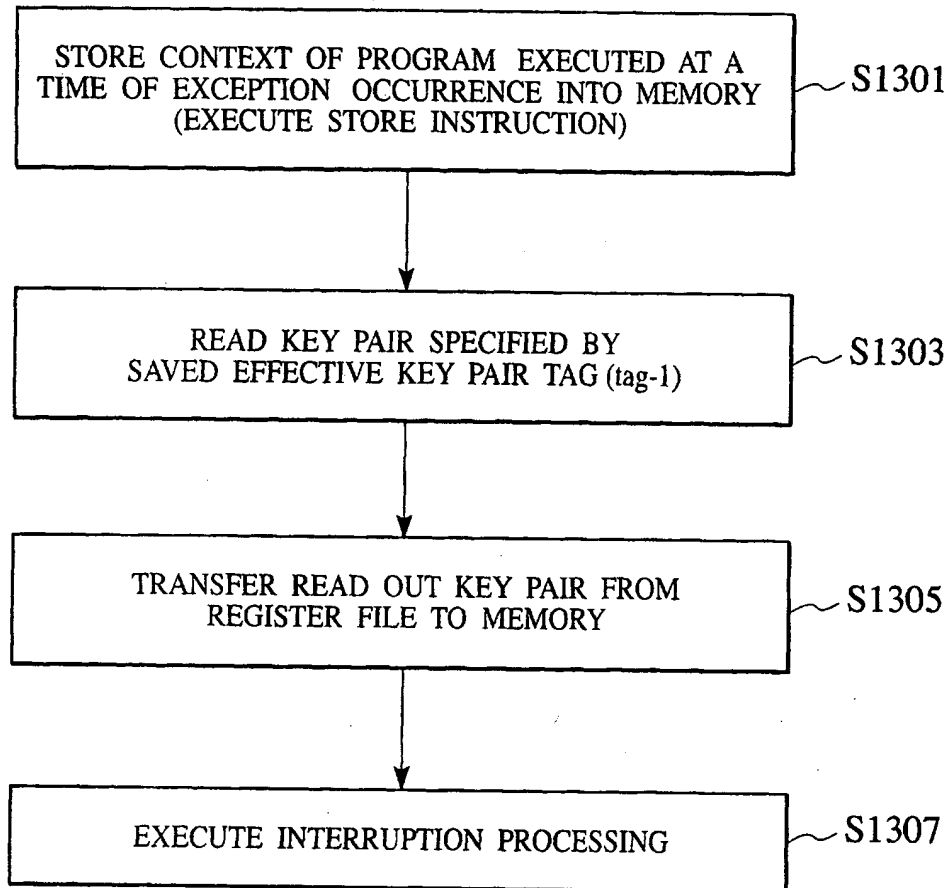 STORE CONTEXT OF PROGRAM EXECUTED AT A
TIME OF EXCEPTION OCCURRENCE INTO MEMORY
(EXECUTE STORE INSTRUCTION)
S1301
READ KEY PAIR SPECIFIED BY
SAVED EFFECTIVE KEY PAIR TAG (tag-1)
S1303
TRANSFER READ OUT KEY PAIR FROM
REGISTER FILE TO MEMORY
S1305
EXECUTE INTERRUPTION PROCESSING
S1307